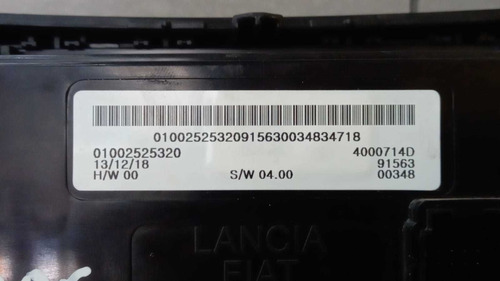 01002525320915630034834718
01002525320 4000714D
13/12/18 91563
H/W 00 S/W 04.00 00348
LANCIA
FIAT